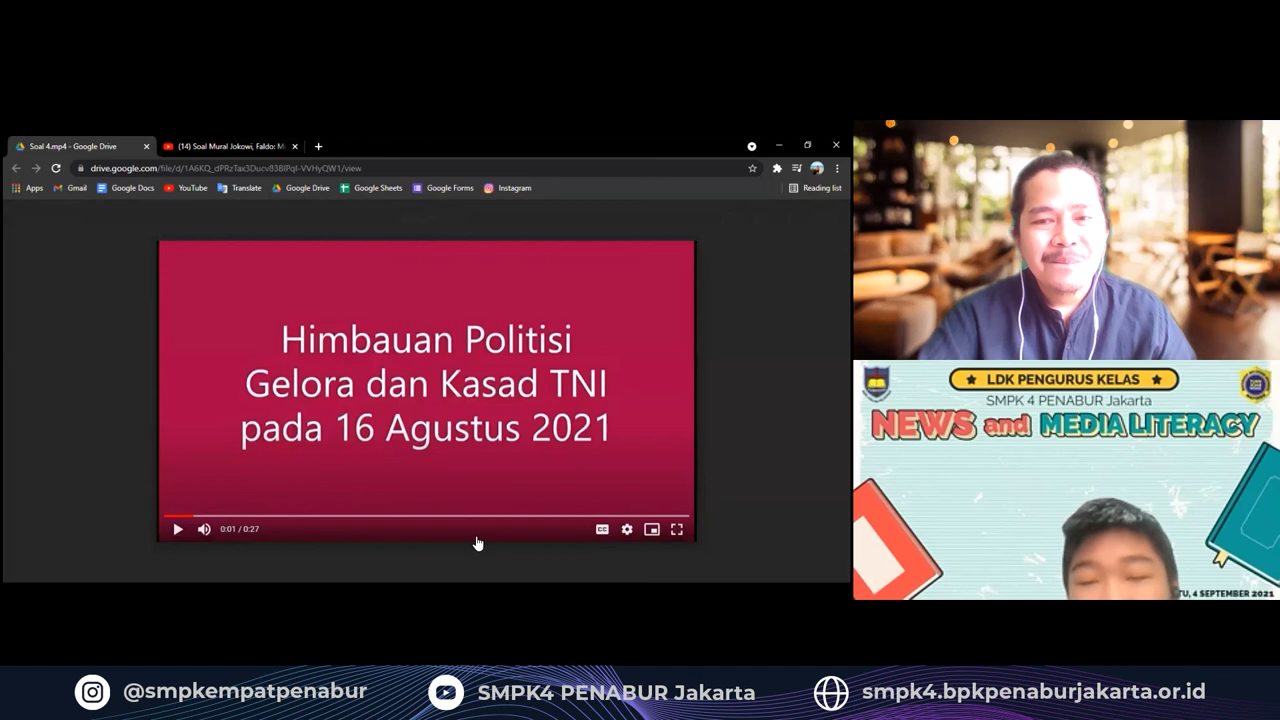 Soal 4.mp4 - Google Drive
(14) Soal Mural Jokowi, Faldo: M
drive.google.com/file/d/1A6KQ_dPRzTax3Ducv838IPqI-VVHyQW1/view
Apps
Gmail
Google Docs
YouTube
Translate
Google Drive
Google Sheets
Google Forms
Instagram
Reading list
Himbauan Politisi
Gelora dan Kasad TNI
pada 16 Agustus 2021
0:01 / 0:27
CC
LDK PENGURUS KELAS
SMPK 4 PENABUR Jakarta
NEWS and MEDIA LITERACY
TU, 4 SEPTEMBER 2021
@smpkempatpenabur
SMPK4 PENABUR Jakarta
smpk4.bpkpenaburjakarta.or.id